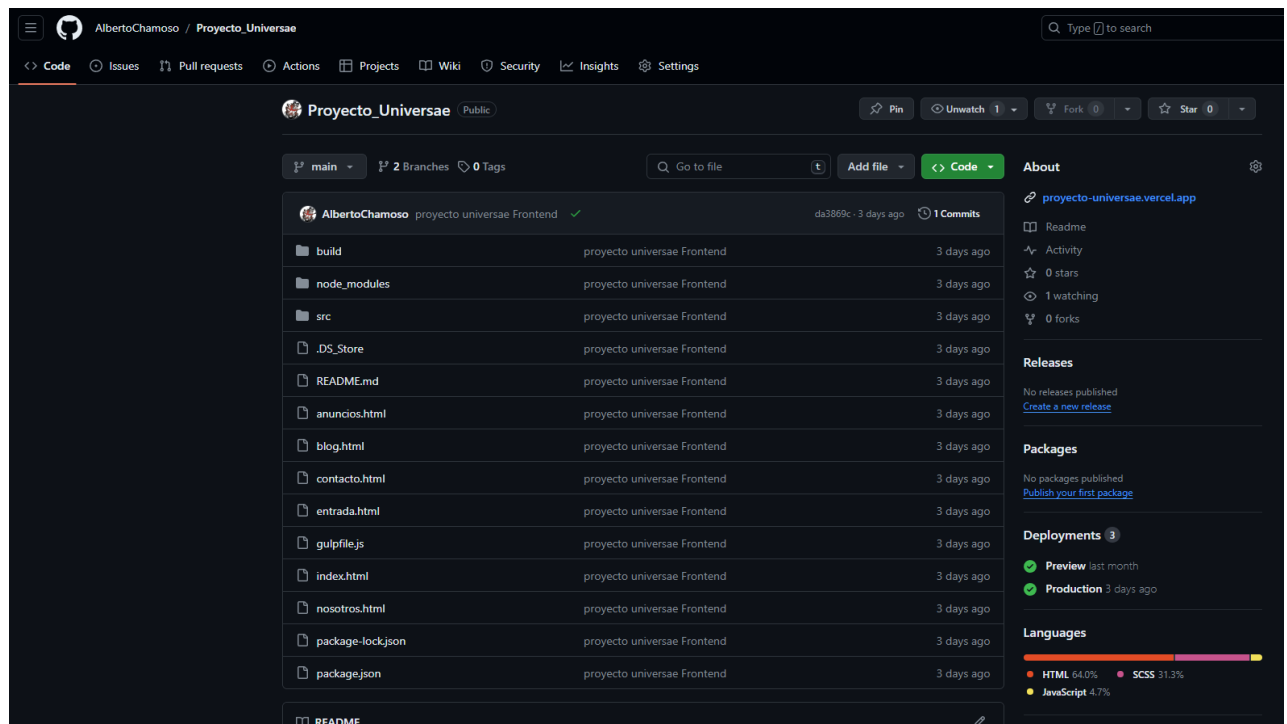 AlbertoChamoso / Proyecto_Universae
Type / to search
Code Issues Pull requests Actions Projects Wiki Security Insights Settings
Proyecto_Universae Public
Pin Unwatch 1 Fork 0 Star 0
main 2 Branches 0 Tags
Go to file t Add file Code
AlbertoChamoso proyecto universae Frontend da3869c · 3 days ago 1 Commits
build proyecto universae Frontend 3 days ago
node_modules proyecto universae Frontend 3 days ago
src proyecto universae Frontend 3 days ago
.DS_Store proyecto universae Frontend 3 days ago
README.md proyecto universae Frontend 3 days ago
anuncios.html proyecto universae Frontend 3 days ago
blog.html proyecto universae Frontend 3 days ago
contacto.html proyecto universae Frontend 3 days ago
entrada.html proyecto universae Frontend 3 days ago
gulpfile.js proyecto universae Frontend 3 days ago
index.html proyecto universae Frontend 3 days ago
nosotros.html proyecto universae Frontend 3 days ago
package-lock.json proyecto universae Frontend 3 days ago
package.json proyecto universae Frontend 3 days ago
README
About
proyecto-universae.vercel.app
Readme
Activity
0 stars
1 watching
0 forks
Releases
No releases published
Create a new release
Packages
No packages published
Publish your first package
Deployments 3
Preview last month
Production 3 days ago
Languages
HTML 64.0% SCSS 31.3%
JavaScript 4.7%